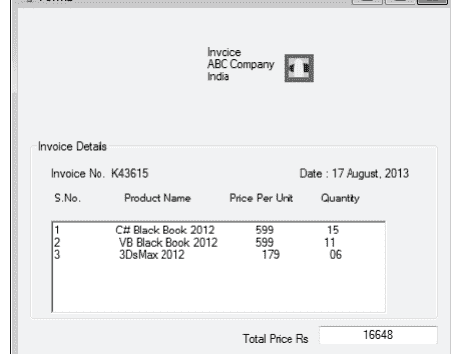 Invoice
ABC Company
India
Invoice Details
Invoice No. K43615 Date : 17 August, 2013
S.No. Product Name Price Per Unit Quantity
1 C# Black Book 2012 599 15
2 VB Black Book 2012 599 11
3 3DsMax 2012 179 06
Total Price Rs 16648